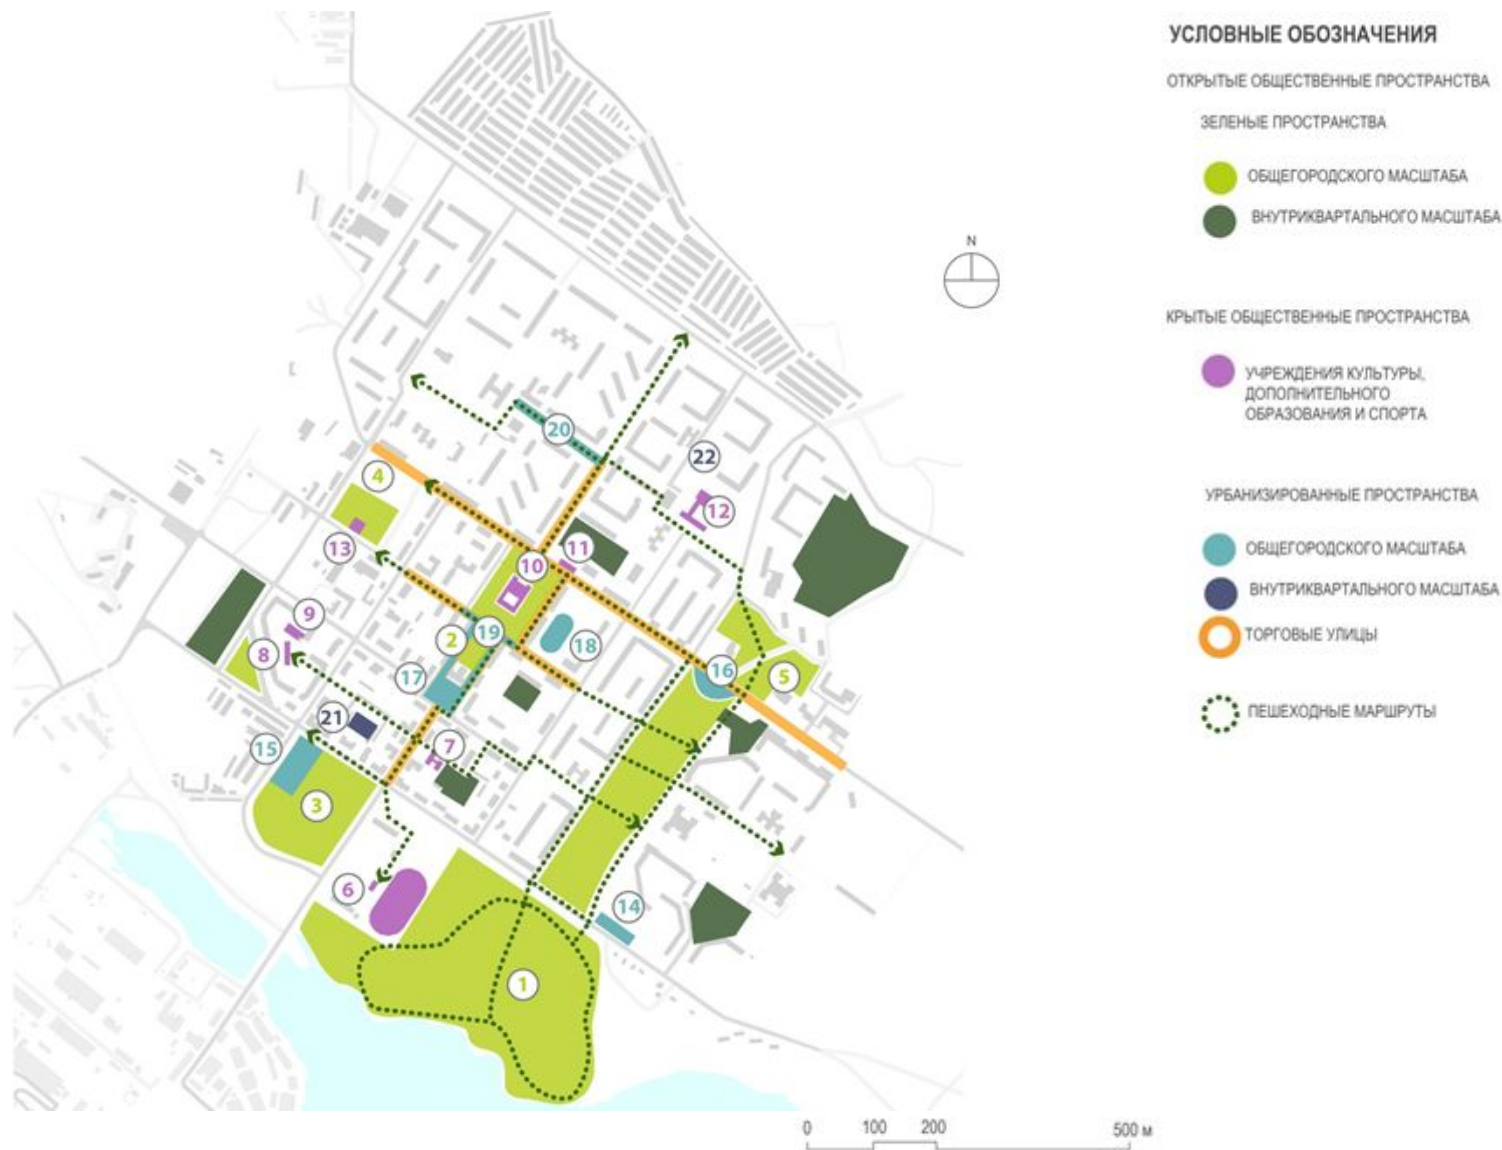 УСЛОВНЫЕ ОБОЗНАЧЕНИЯ
ОТКРЫТЫЕ ОБЩЕСТВЕННЫЕ ПРОСТРАНСТВА
ЗЕЛЕНЫЕ ПРОСТРАНСТВА
ОБЩЕГОРОДСКОГО МАСШТАБА
ВНУТРИКВАРТАЛЬНОГО МАСШТАБА
КРЫТЫЕ ОБЩЕСТВЕННЫЕ ПРОСТРАНСТВА
УЧРЕЖДЕНИЯ КУЛЬТУРЫ,
ДОПОЛНИТЕЛЬНОГО
ОБРАЗОВАНИЯ И СПОРТА
УРБАНИЗИРОВАННЫЕ ПРОСТРАНСТВА
ОБЩЕГОРОДСКОГО МАСШТАБА
ВНУТРИКВАРТАЛЬНОГО МАСШТАБА
ТОРГОВЫЕ УЛИЦЫ
ПЕШЕХОДНЫЕ МАРШРУТЫ
N
20
22
4
12
13
11
10
9
19
2
18
8
17
16
5
21
7
15
3
6
14
1
0 100 200 500 м